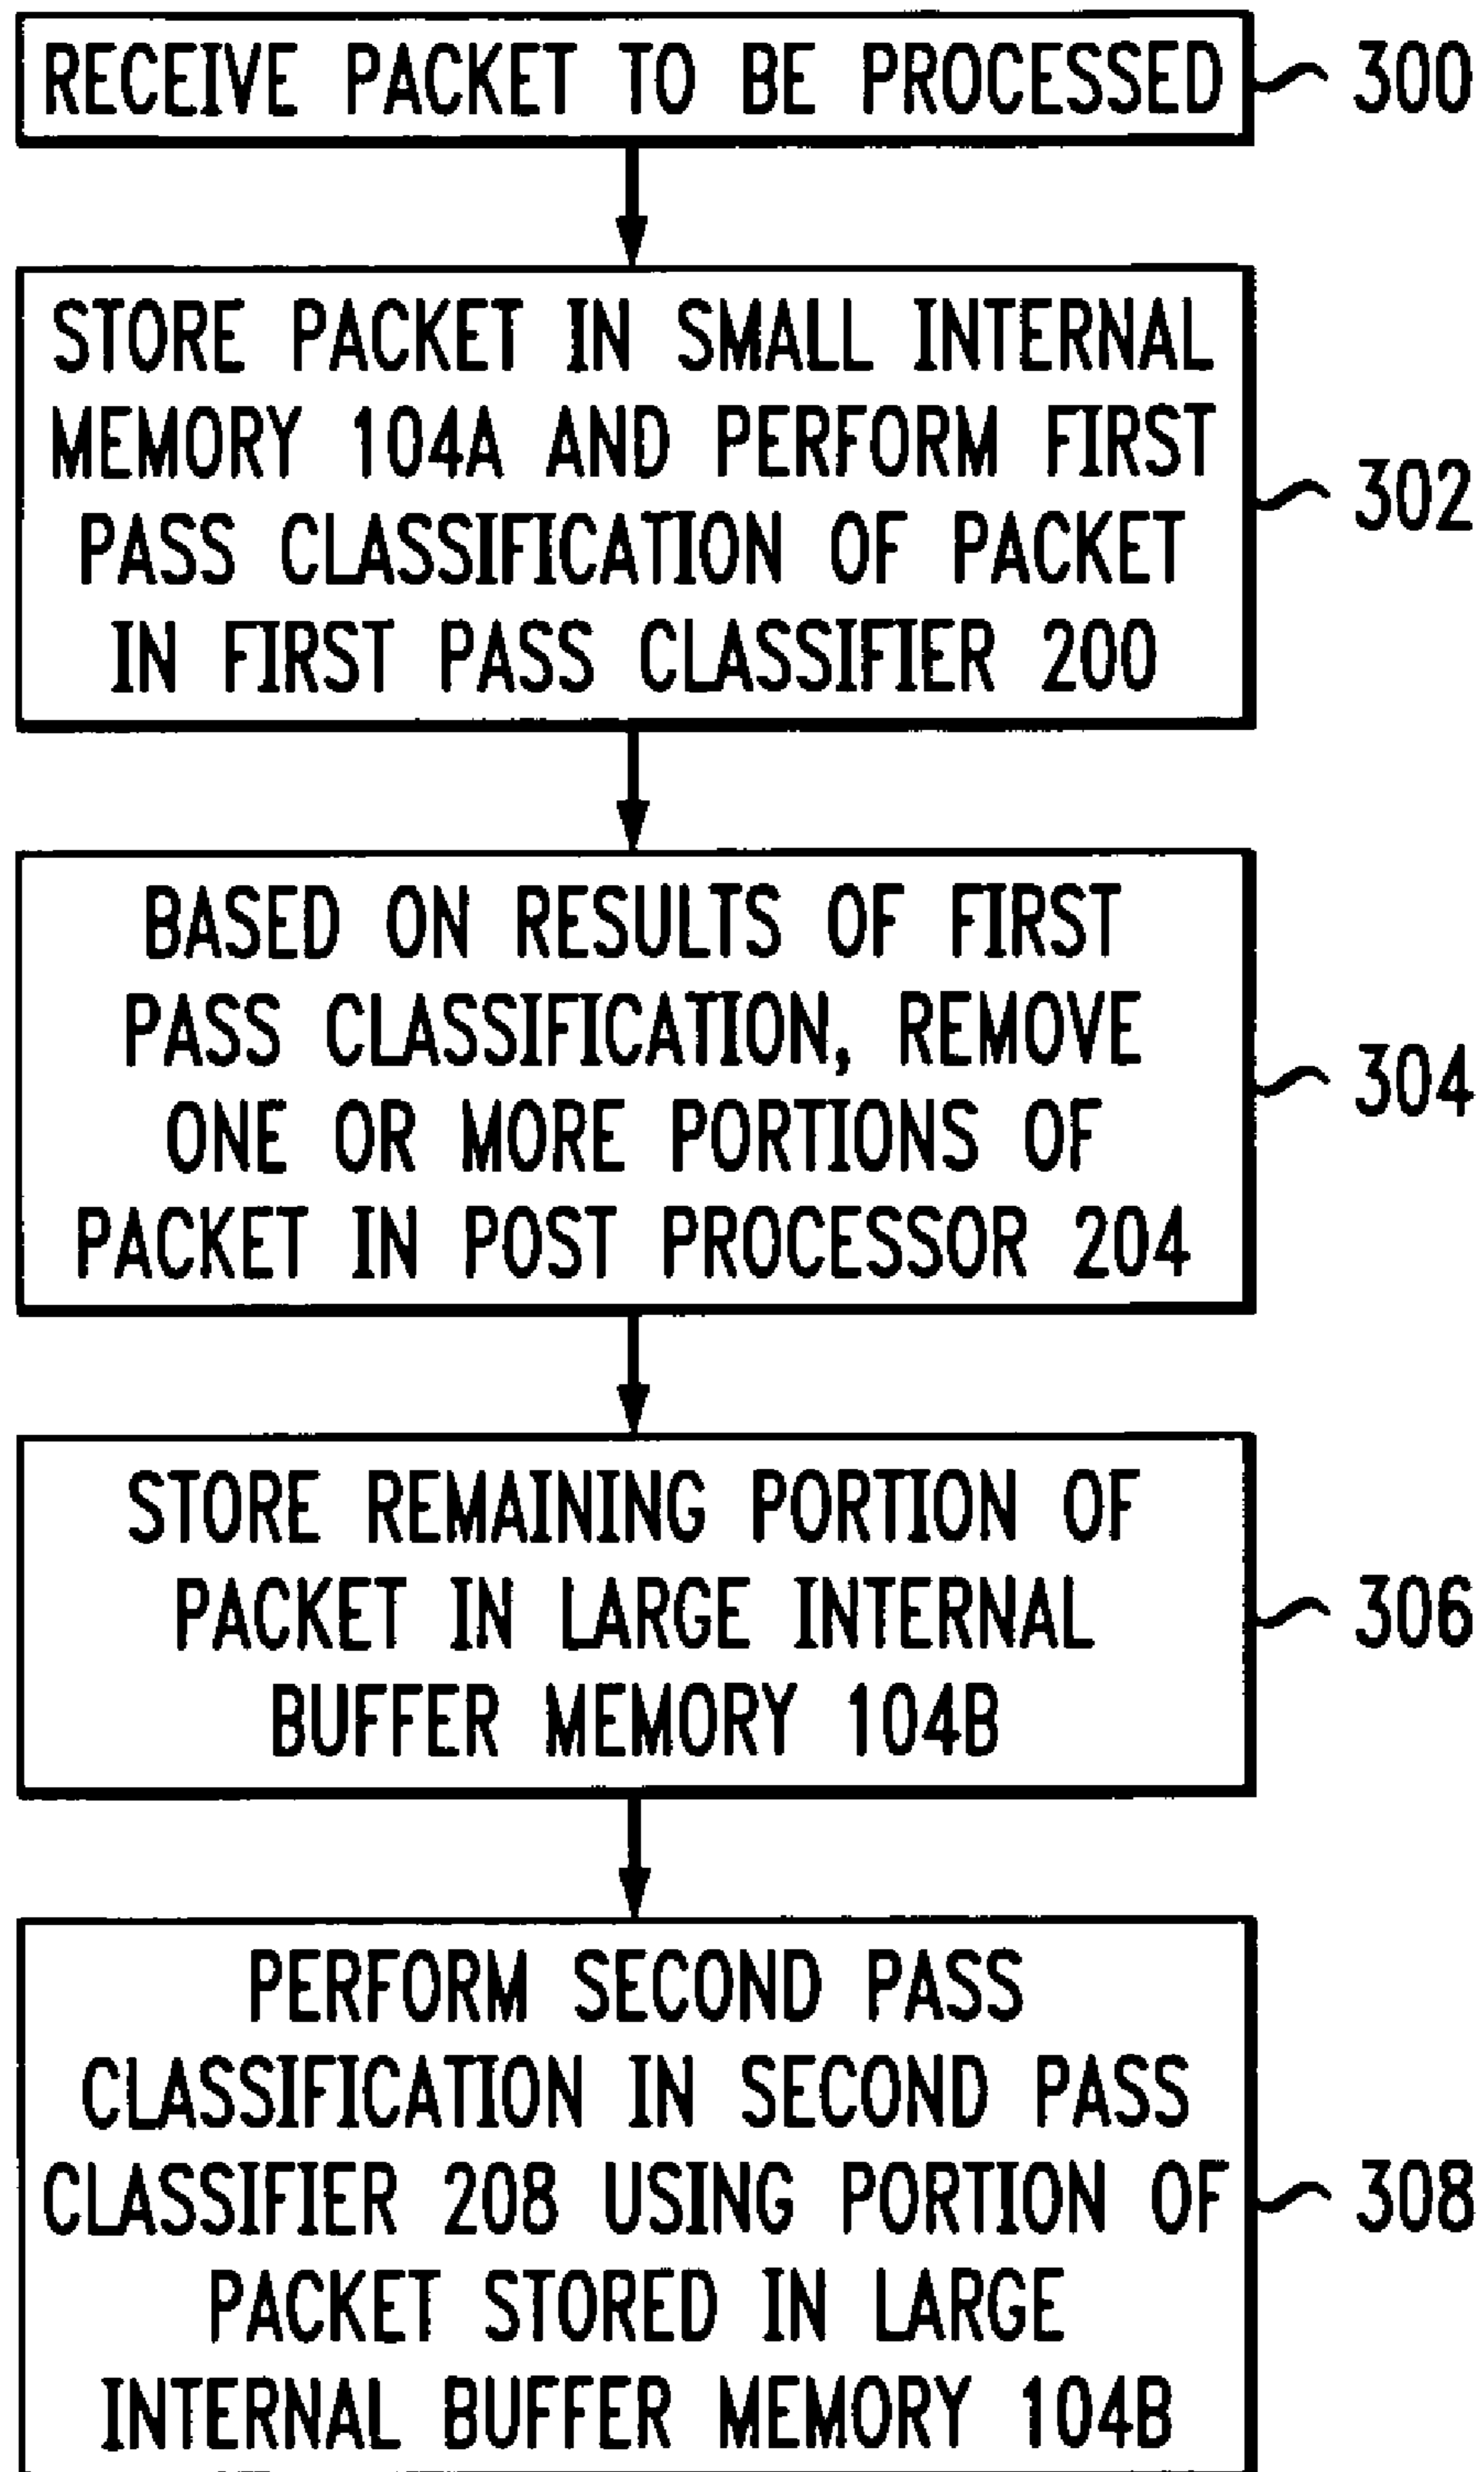 RECEIVE PACKET TO BE PROCESSED
300
STORE PACKET IN SMALL INTERNAL
MEMORY 104A AND PERFORM FIRST
PASS CLASSIFICATION OF PACKET
IN FIRST PASS CLASSIFIER 200
302
BASED ON RESULTS OF FIRST
PASS CLASSIFICATION, REMOVE
ONE OR MORE PORTIONS OF
PACKET IN POST PROCESSOR 204
304
STORE REMAINING PORTION OF
PACKET IN LARGE INTERNAL
BUFFER MEMORY 104B
306
PERFORM SECOND PASS
CLASSIFICATION IN SECOND PASS
CLASSIFIER 208 USING PORTION OF
PACKET STORED IN LARGE
INTERNAL BUFFER MEMORY 104B
308